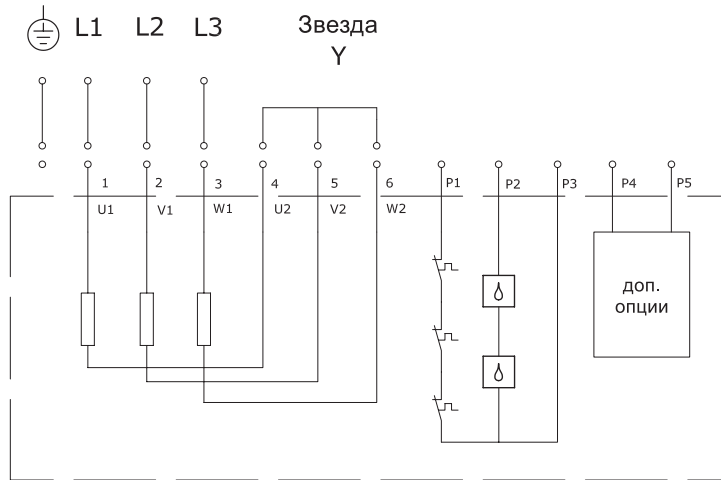 L1 L2 L3 Звезда
Y
1 2 3 4 5 6 P1 P2 P3 P4 P5
U1 V1 W1 U2 V2 W2
доп.
опции